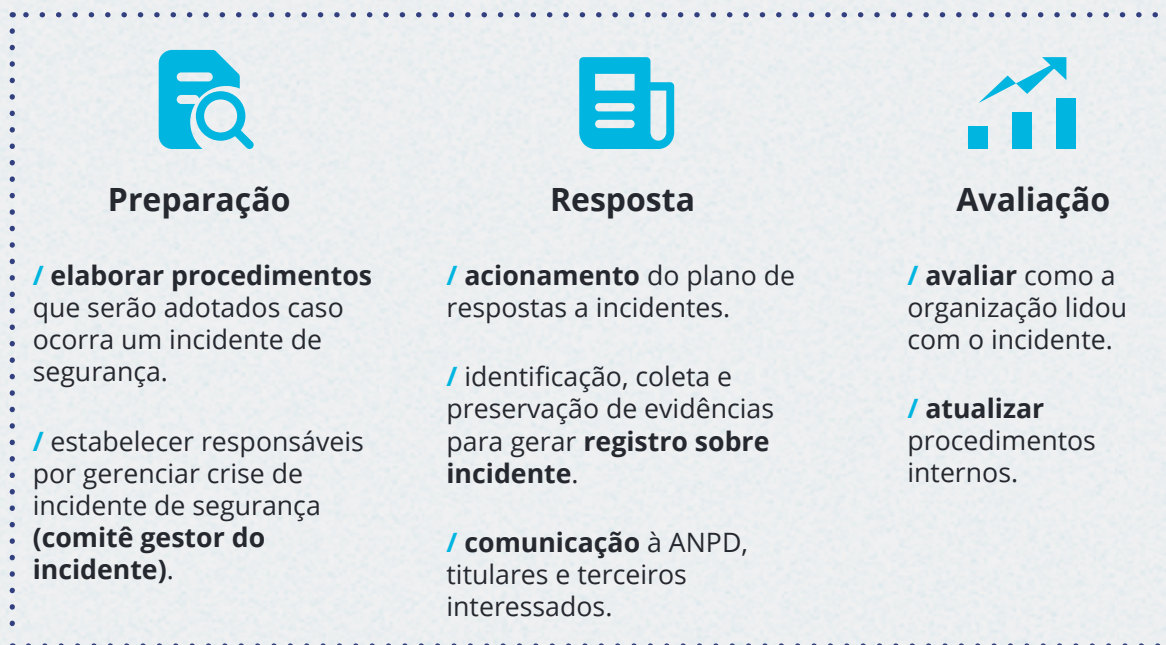 Preparação
/ elaborar procedimentos
que serão adotados caso
ocorra um incidente de
segurança.
/ estabelecer responsáveis
por gerenciar crise de
incidente de segurança
(comitê gestor do
incidente).
Resposta
/ acionamento do plano de
respostas a incidentes.
/ identificação, coleta e
preservação de evidências
para gerar registro sobre
incidente.
/ comunicação à ANPD,
titulares e terceiros
interessados.
Avaliação
/ avaliar como a
organização lidou
com o incidente.
/ atualizar
procedimentos
internos.